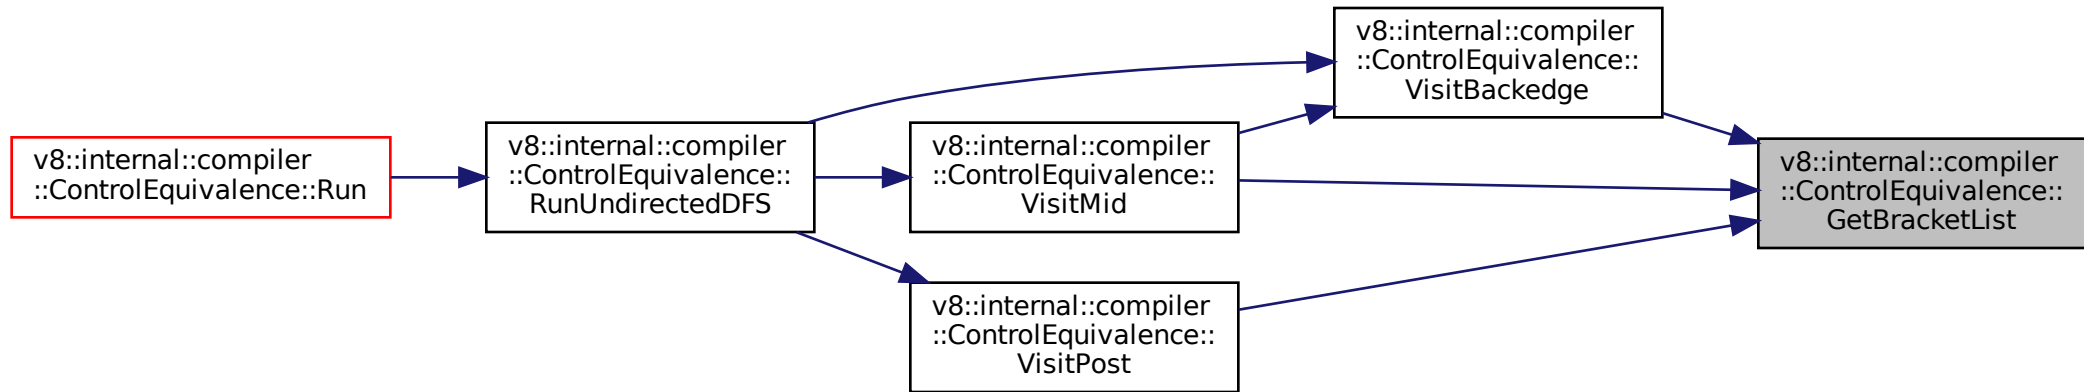 v8::internal::compiler
::ControlEquivalence::Run
v8::internal::compiler
::ControlEquivalence::
RunUndirectedDFS
v8::internal::compiler
::ControlEquivalence::
VisitBackedge
v8::internal::compiler
::ControlEquivalence::
VisitMid
v8::internal::compiler
::ControlEquivalence::
VisitPost
v8::internal::compiler
::ControlEquivalence::
GetBracketList